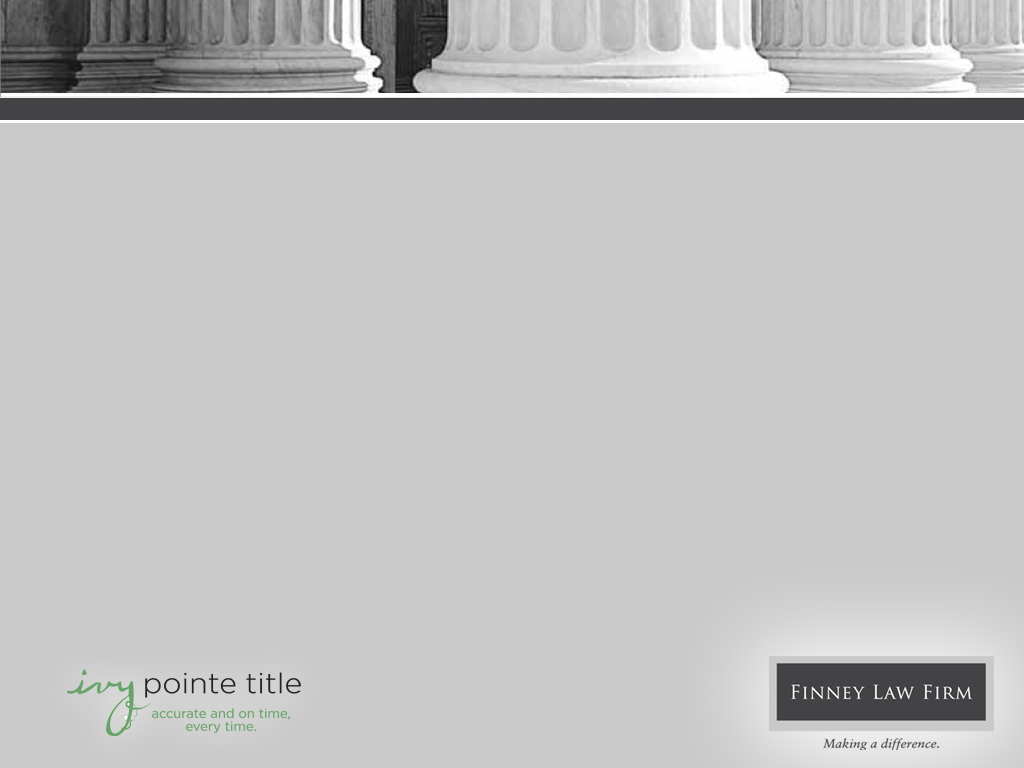 ivy pointe title
accurate and on time,
every time.
FINNEY LAW FIRM
Making a difference.